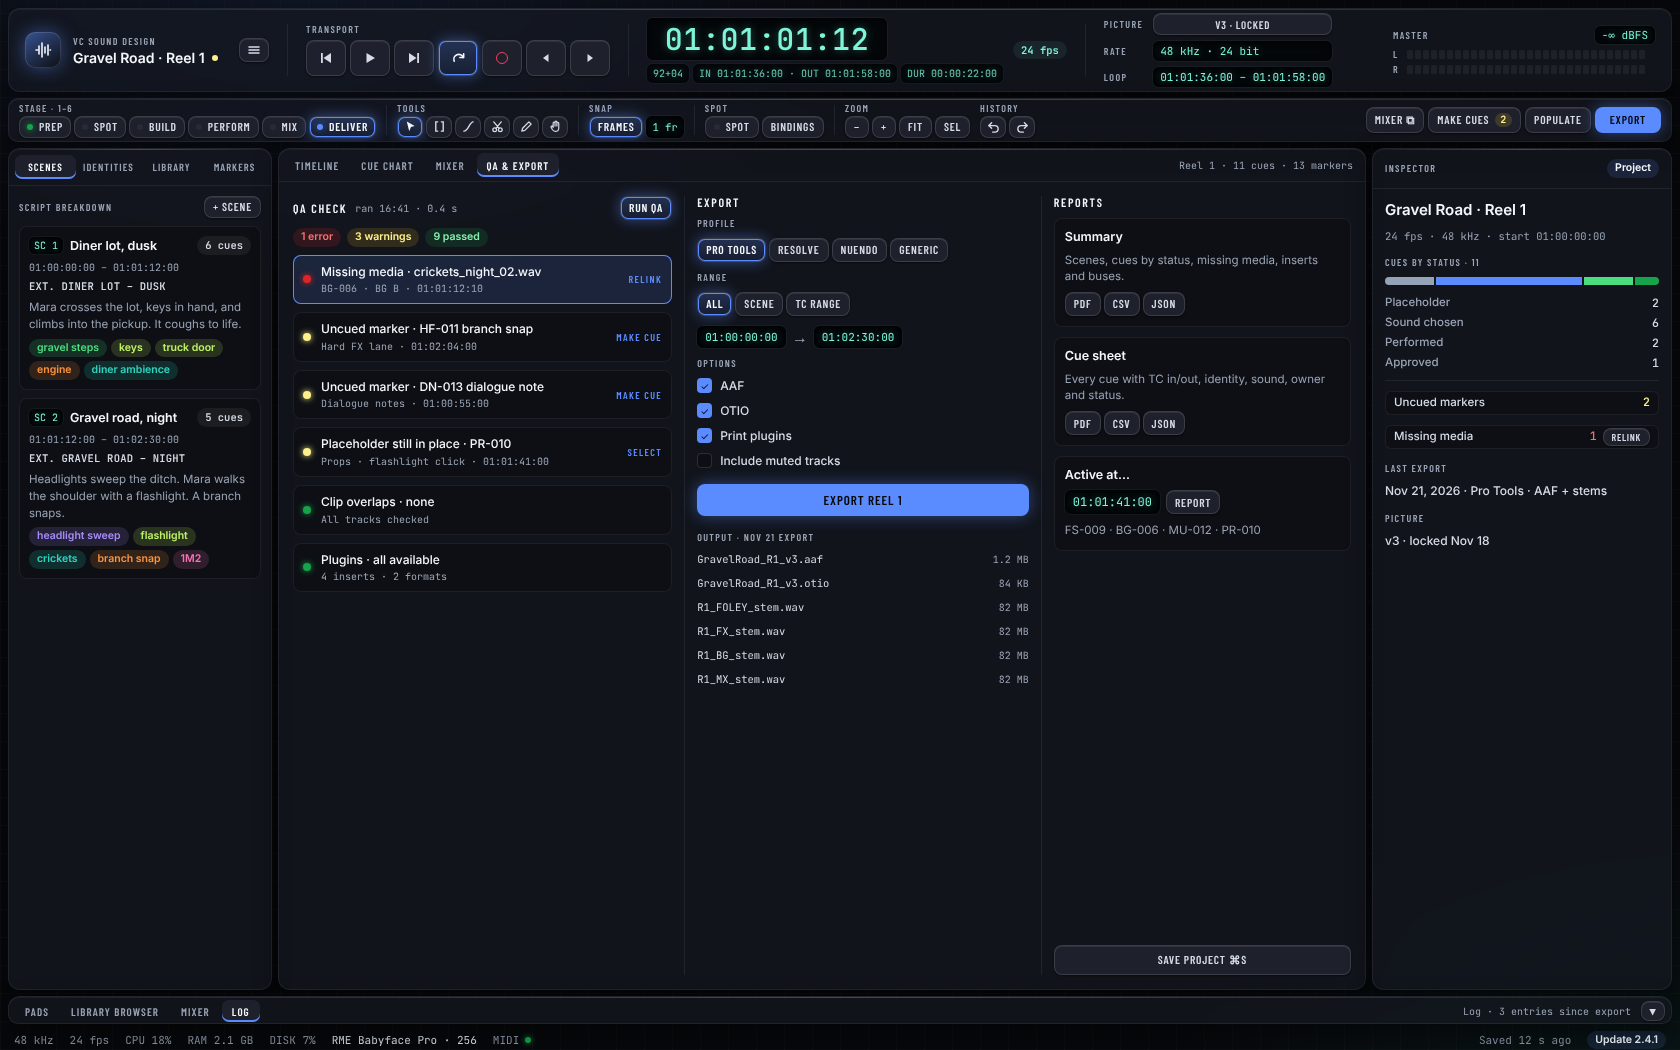 VC SOUND DESIGN
Gravel Road · Reel 1
TRANSPORT
01:01:01:12
92+04
IN 01:01:36:00 · OUT 01:01:58:00
DUR 00:00:22:00
24 fps
PICTURE
V3 · LOCKED
RATE
48 kHz · 24 bit
LOOP
01:01:36:00 – 01:01:58:00
MASTER
-∞ dBFS
L
R
STAGE · 1–6
PREP
SPOT
BUILD
PERFORM
MIX
DELIVER
TOOLS
SNAP
FRAMES
1 fr
SPOT
SPOT
BINDINGS
ZOOM
−
+
FIT
SEL
HISTORY
MIXER
MAKE CUES 2
POPULATE
EXPORT
SCENES
IDENTITIES
LIBRARY
MARKERS
SCRIPT BREAKDOWN
+ SCENE
SC 1
Diner lot, dusk
6 cues
01:00:00:00 – 01:01:12:00
EXT. DINER LOT – DUSK
Mara crosses the lot, keys in hand, and
climbs into the pickup. It coughs to life.
gravel steps
keys
truck door
engine
diner ambience
SC 2
Gravel road, night
5 cues
01:01:12:00 – 01:02:30:00
EXT. GRAVEL ROAD – NIGHT
Headlights sweep the ditch. Mara walks
the shoulder with a flashlight. A branch
snaps.
headlight sweep
flashlight
crickets
branch snap
1M2
TIMELINE
CUE CHART
MIXER
QA & EXPORT
Reel 1 · 11 cues · 13 markers
QA CHECK
ran 16:41 · 0.4 s
RUN QA
1 error
3 warnings
9 passed
Missing media · crickets_night_02.wav
BG-006 · BG B · 01:01:12:10
RELINK
Uncued marker · HF-011 branch snap
Hard FX lane · 01:02:04:00
MAKE CUE
Uncued marker · DN-013 dialogue note
Dialogue notes · 01:00:55:00
MAKE CUE
Placeholder still in place · PR-010
Props · flashlight click · 01:01:41:00
SELECT
Clip overlaps · none
All tracks checked
Plugins · all available
4 inserts · 2 formats
EXPORT
PROFILE
PRO TOOLS
RESOLVE
NUENDO
GENERIC
RANGE
ALL
SCENE
TC RANGE
01:00:00:00 → 01:02:30:00
OPTIONS
AAF
OTIO
Print plugins
Include muted tracks
EXPORT REEL 1
OUTPUT · NOV 21 EXPORT
GravelRoad_R1_v3.aaf 1.2 MB
GravelRoad_R1_v3.otio 84 KB
R1_FOLEY_stem.wav 82 MB
R1_FX_stem.wav 82 MB
R1_BG_stem.wav 82 MB
R1_MX_stem.wav 82 MB
REPORTS
Summary
Scenes, cues by status, missing media, inserts
and buses.
PDF
CSV
JSON
Cue sheet
Every cue with TC in/out, identity, sound, owner
and status.
PDF
CSV
JSON
Active at…
01:01:41:00
REPORT
FS-009 · BG-006 · MU-012 · PR-010
SAVE PROJECT ⌘S
INSPECTOR
Project
Gravel Road · Reel 1
24 fps · 48 kHz · start 01:00:00:00
CUES BY STATUS · 11
Placeholder 2
Sound chosen 6
Performed 2
Approved 1
Uncued markers 2
Missing media 1 RELINK
LAST EXPORT
Nov 21, 2026 · Pro Tools · AAF + stems
PICTURE
v3 · locked Nov 18
PADS
LIBRARY BROWSER
MIXER
LOG
Log · 3 entries since export
48 kHz
24 fps
CPU 18%
RAM 2.1 GB
DISK 7%
RME Babyface Pro · 256
MIDI
Saved 12 s ago
Update 2.4.1